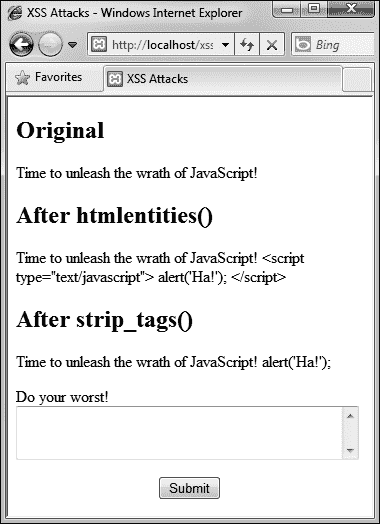 XSS Attacks - Windows Internet Explorer
http://localhost/xss
Bing
Favorites
XSS Attacks
Original
Time to unleash the wrath of JavaScript!
After htmlentities()
Time to unleash the wrath of JavaScript! <script
type="text/javascript"> alert('Ha!'); </script>
After strip_tags()
Time to unleash the wrath of JavaScript! alert('Ha!');
Do your worst!
Submit